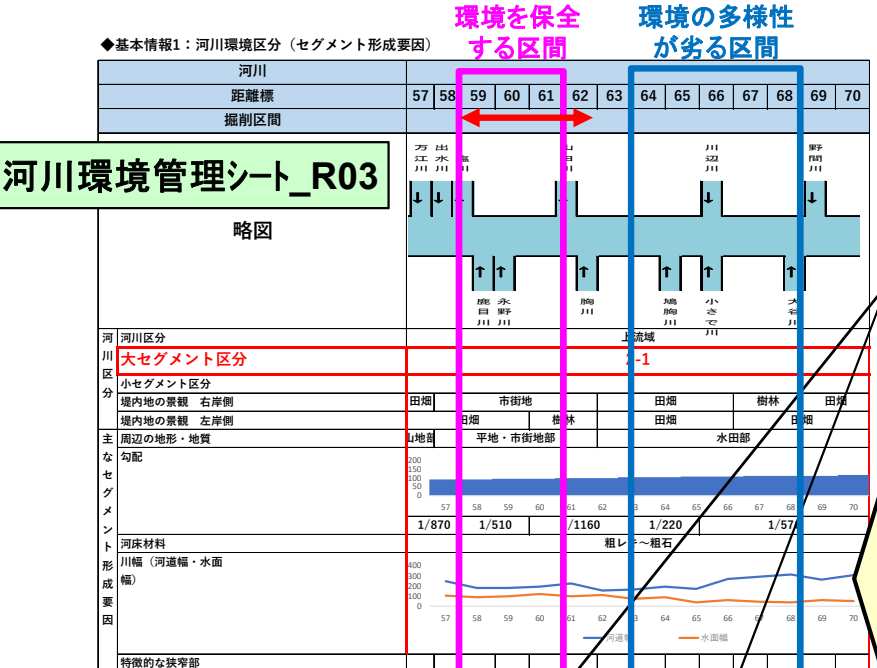 環境を保全
する区間
環境の多様性
が劣る区間
◆基本情報1：河川環境区分（セグメント形成要因）
河川
距離標 57 58 59 60 61 62 63 64 65 66 67 68 69 70
掘削区間
河川環境管理シート_R03
略図
万江川 出水川 川 川辺川 野間川
鹿目川 永野川 胸川 鳩胸川 小さで川
河川区分
河川区分 流域
大セグメント区分 -1
小セグメント区分
堤内地の景観 右岸側 田畑 市街地 田畑 樹林 田畑
堤内地の景観 左岸側 田畑 田畑
主なセグメント形成要因
周辺の地形・地質 山地部 平地・市街地部 水田部
勾配
200
150
100
50
0
57 58 59 60 61 62 64 65 66 67 68 69 70
1/870 1/510 /1160 1/220 1/57
河床材料 粗レキ～粗石
川幅（河道幅・水面
幅）
400
300
200
100
0
57 58 59 60 61 62 64 65 66 67 68 69 70
河道幅 水面幅
特徴的な狭窄部